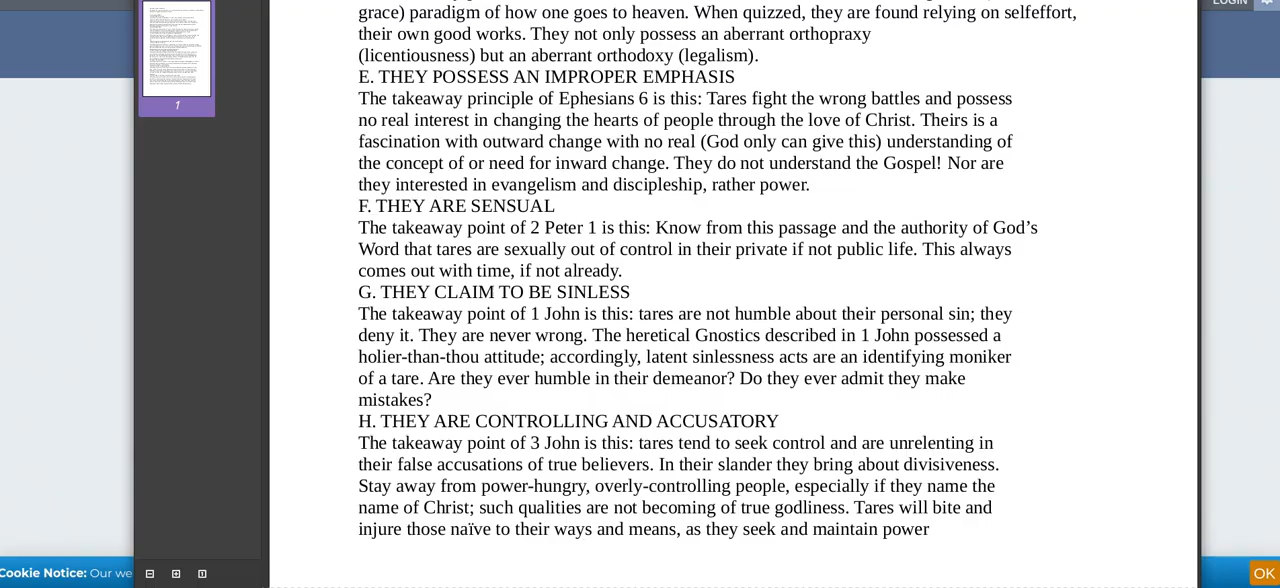 LOGIN
grace) paradigm of how one gets to heaven. When quizzed, they are found relying on selfeffort,
their own good works. They not only possess an aberrant orthopraxy
(licentiousness) but an aberrant orthodoxy (legalism).
E. THEY POSSESS AN IMPROPER EMPHASIS
The takeaway principle of Ephesians 6 is this: Tares fight the wrong battles and possess
no real interest in changing the hearts of people through the love of Christ. Theirs is a
fascination with outward change with no real (God only can give this) understanding of
the concept of or need for inward change. They do not understand the Gospel! Nor are
they interested in evangelism and discipleship, rather power.
F. THEY ARE SENSUAL
The takeaway point of 2 Peter 1 is this: Know from this passage and the authority of God’s
Word that tares are sexually out of control in their private if not public life. This always
comes out with time, if not already.
G. THEY CLAIM TO BE SINLESS
The takeaway point of 1 John is this: tares are not humble about their personal sin; they
deny it. They are never wrong. The heretical Gnostics described in 1 John possessed a
holier-than-thou attitude; accordingly, latent sinlessness acts are an identifying moniker
of a tare. Are they ever humble in their demeanor? Do they ever admit they make
mistakes?
H. THEY ARE CONTROLLING AND ACCUSATORY
The takeaway point of 3 John is this: tares tend to seek control and are unrelenting in
their false accusations of true believers. In their slander they bring about divisiveness.
Stay away from power-hungry, overly-controlling people, especially if they name the
name of Christ; such qualities are not becoming of true godliness. Tares will bite and
injure those naïve to their ways and means, as they seek and maintain power
1
Cookie Notice: Our we
OK